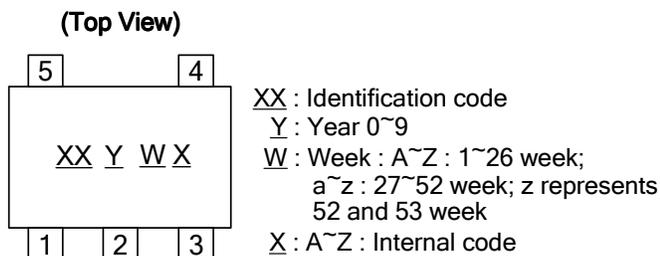 (Top View)
5 4
XX Y W X
1 2 3
XX : Identification code
Y : Year 0~9
W : Week : A~Z : 1~26 week;
a~z : 27~52 week; z represents
52 and 53 week
X : A~Z : Internal code